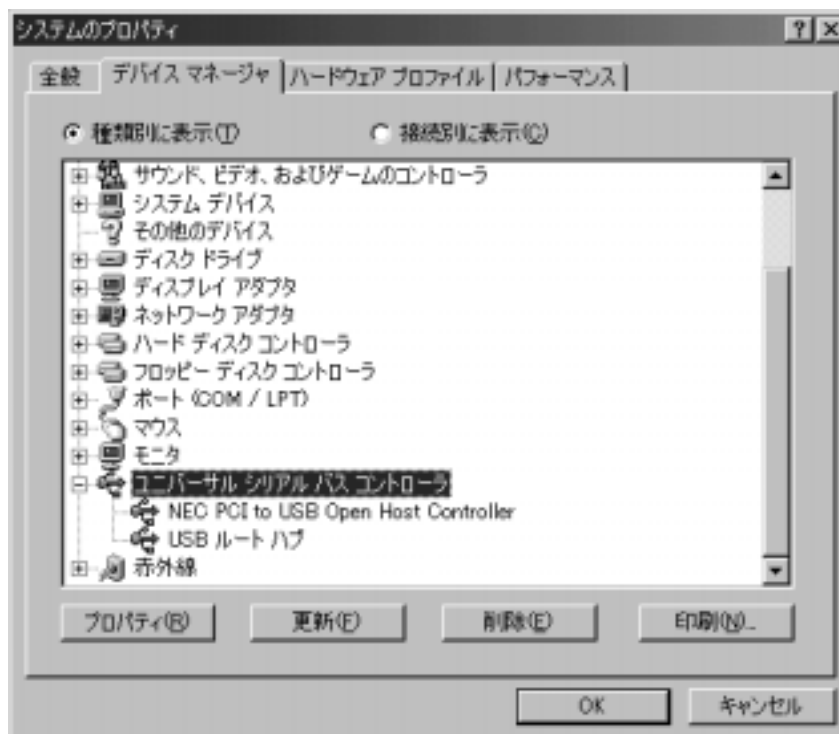 システムのプロパティ
全般 デバイス マネージャ ハードウェア プロファイル パフォーマンス
種類別に表示(T) 接続別に表示(C)
サウンド、ビデオ、およびゲームのコントローラ
システム デバイス
その他のデバイス
ディスク ドライブ
ディスプレイ アダプタ
ネットワーク アダプタ
ハード ディスク コントローラ
フロッピー ディスク コントローラ
ポート (COM / LPT)
マウス
モニタ
ユニバーサル シリアル バス コントローラ
NEC PCI to USB Open Host Controller
USB ルート ハブ
赤外線
プロパティ(R) 更新(F) 削除(E) 印刷(N)...
OK キャンセル